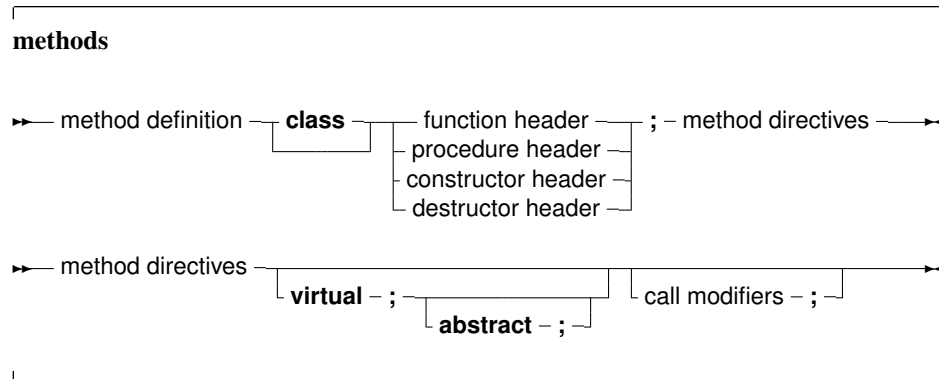 methods
method definition class function header ; method directives
procedure header
constructor header
destructor header
method directives
virtual ; call modifiers ;
abstract ;